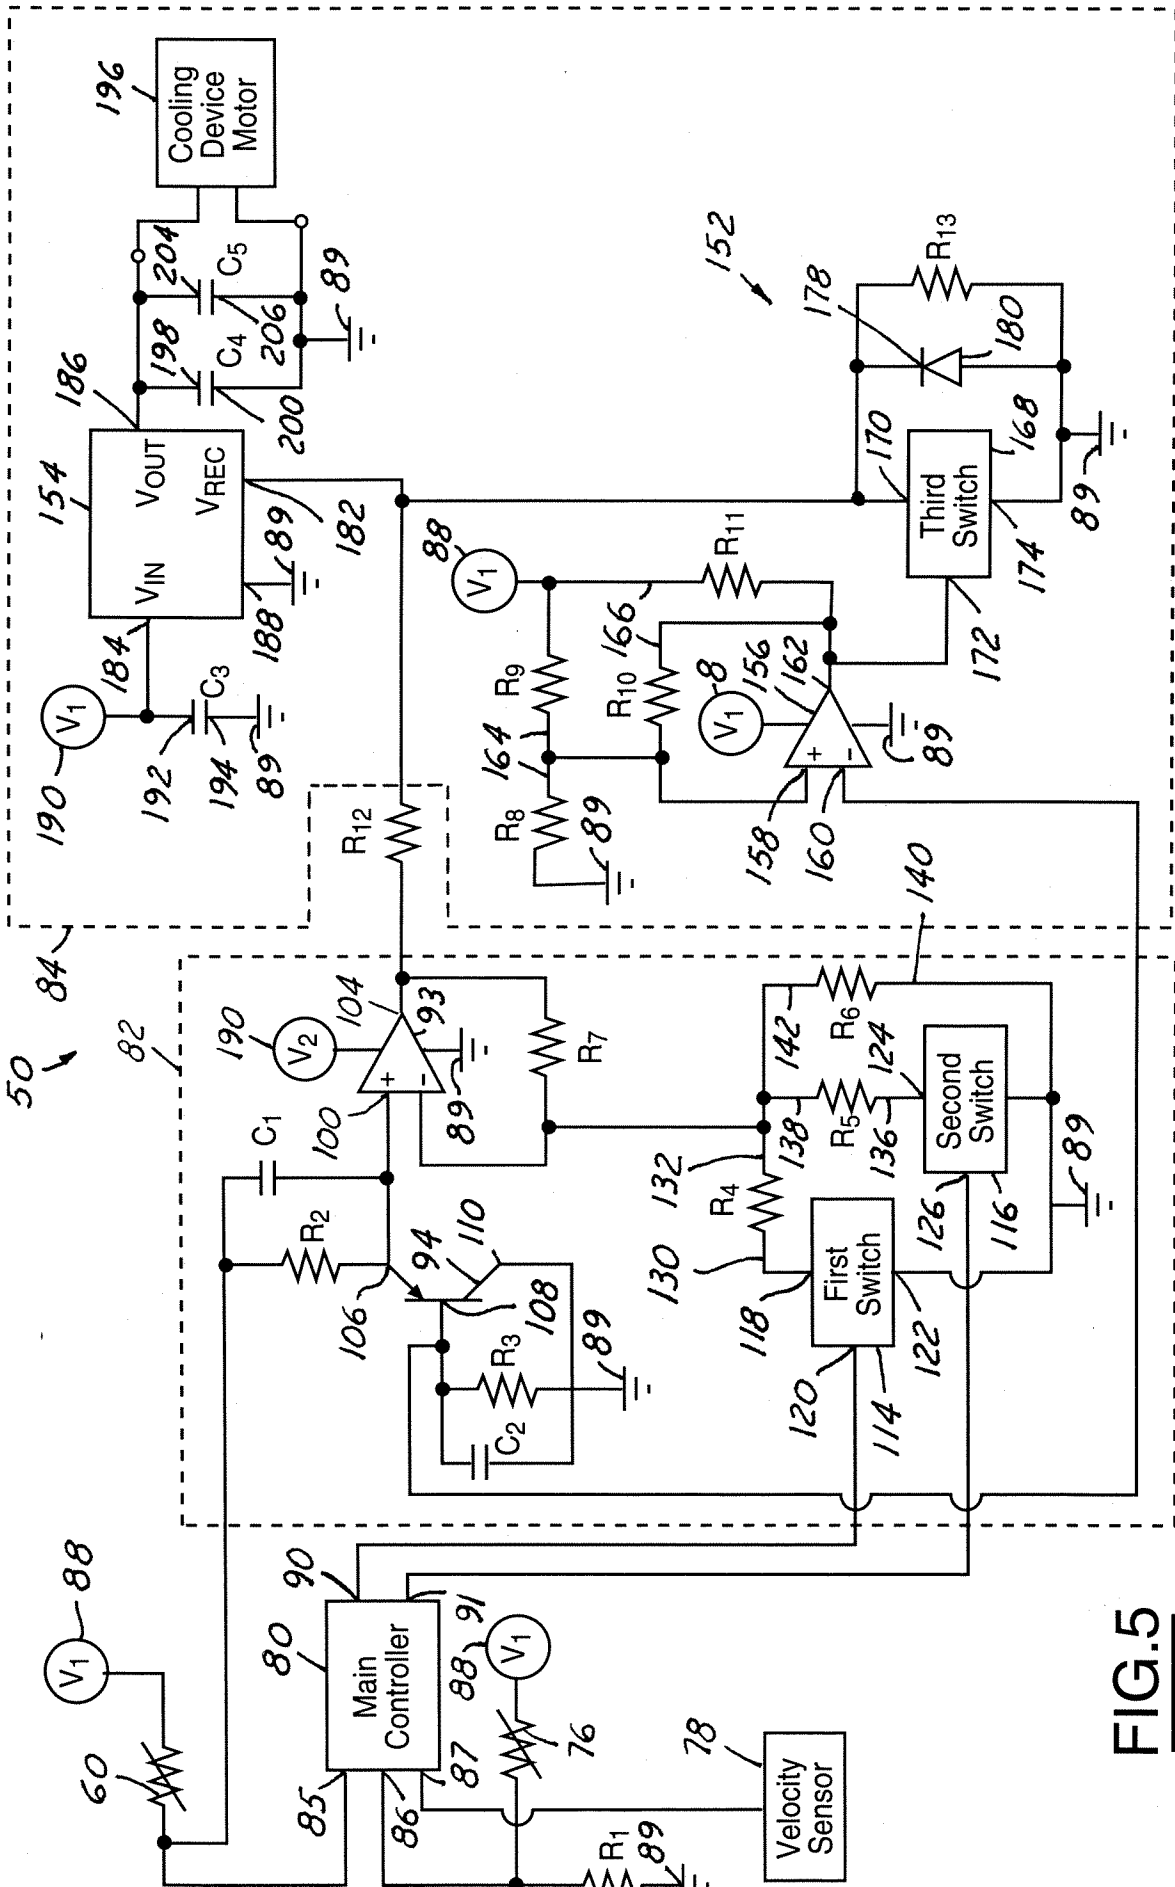 50
84
82
88
V1
60
80
Main
Controller
85
86
87
90
91
88
V1
76
78
Velocity
Sensor
R1
89
C1
R2
106
94
110
108
R3
C2
89
100
+
-
190
V2
104
93
89
R7
R12
132
R4
130
118
First
Switch
120
114
122
142
R6
140
138
R5
136
124
Second
Switch
126
116
89
190
V1
184
192
C3
194
89
154
VIN
VOUT
VREC
186
188
89
182
198
C4
200
204
C5
206
89
196
Cooling
Device
Motor
88
V1
R9
164
R8
89
R10
166
R11
8
V1
156
162
158
+
160
-
89
172
170
Third
Switch
168
174
89
178
180
R13
152
FIG.5